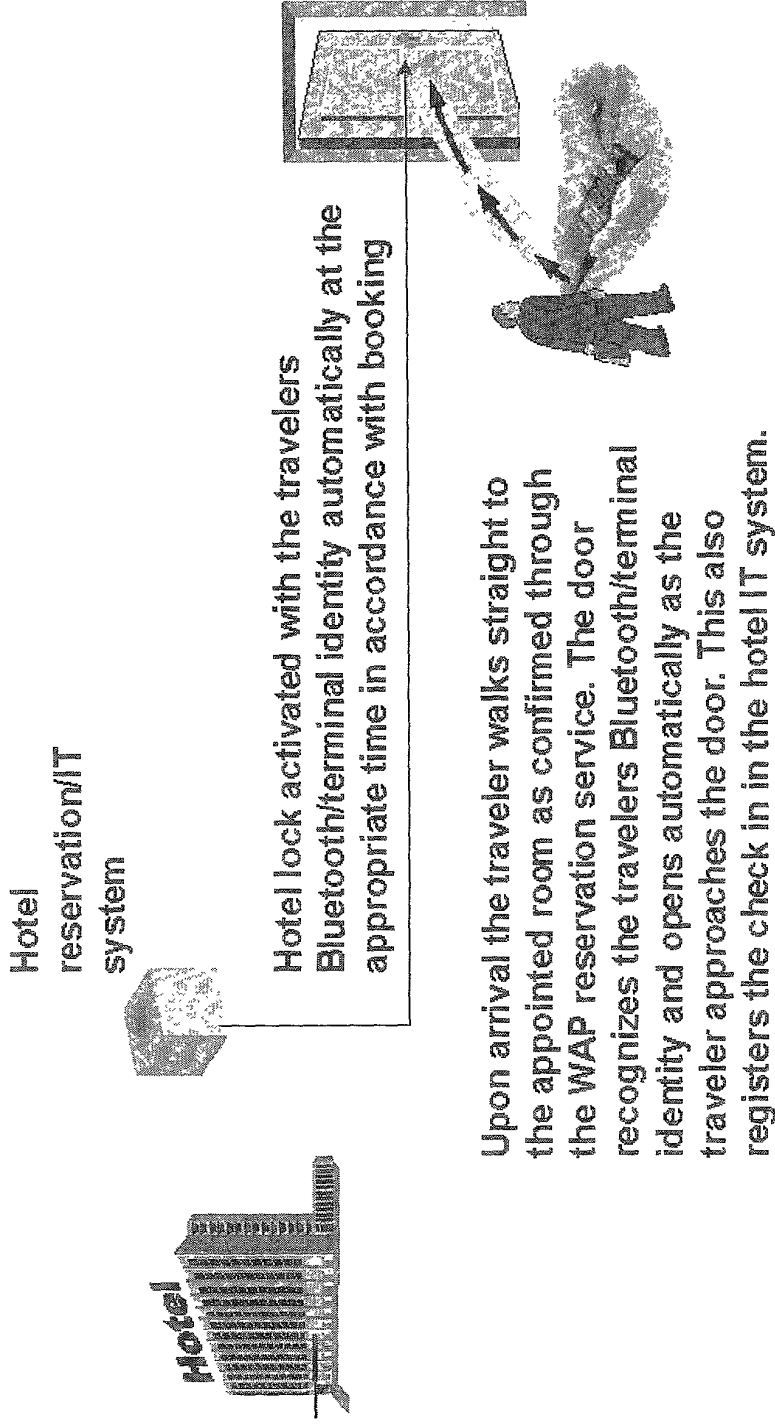 Hotel
Hotel
reservation/IT
system
Hotel lock activated with the travelers
Bluetooth/terminal identity automatically at the
appropriate time in accordance with booking
Upon arrival the traveler walks straight to
the appointed room as confirmed through
the WAP reservation service. The door
recognizes the travelers Bluetooth/terminal
identity and opens automatically as the
traveler approaches the door. This also
registers the check in in the hotel IT system.